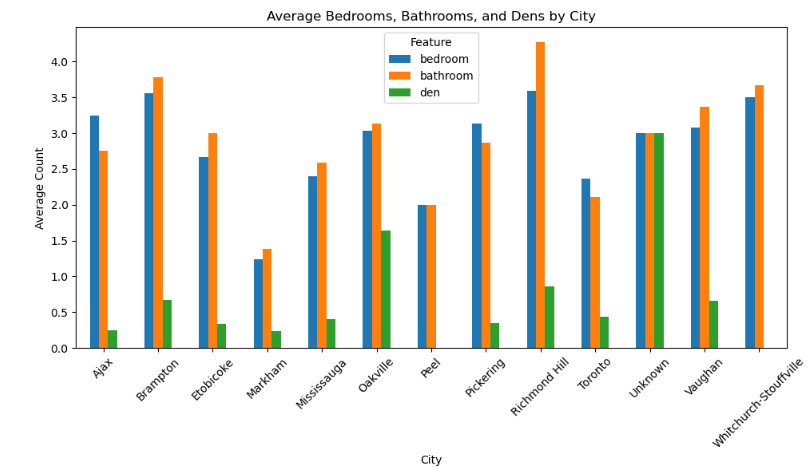 Average Bedrooms, Bathrooms, and Dens by City
Feature
bedroom
bathroom
den
Average Count
4.0
3.5
3.0
2.5
2.0
1.5
1.0
0.5
0.0
Ajax
Brampton
Etobicoke
Markham
Mississauga
Oakville
Peel
Pickering
Richmond Hill
Toronto
Unknown
Vaughan
Whitchurch-Stouffville
City